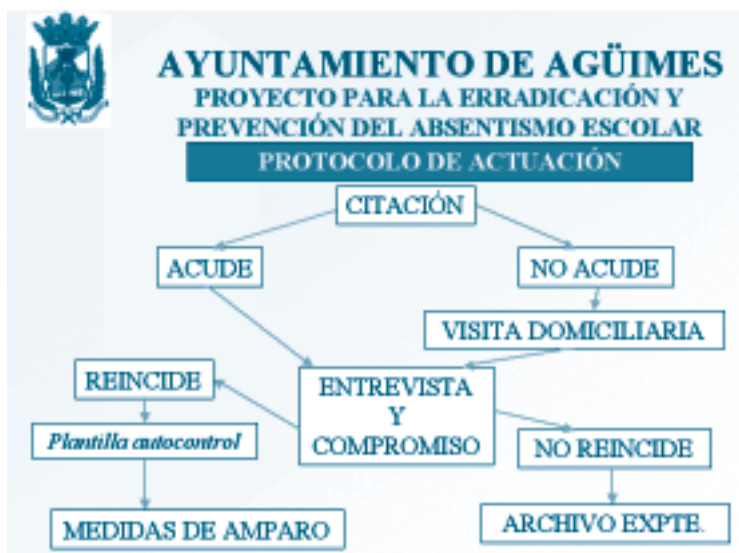 AYUNTAMIENTO DE AGÜIMES
PROYECTO PARA LA ERRADICACIÓN Y
PREVENCIÓN DEL ABSENTISMO ESCOLAR
PROTOCOLO DE ACTUACIÓN
CITACIÓN
ACUDE
NO ACUDE
VISITA DOMICILIARIA
REINCIDE
ENTREVISTA
Y
COMPROMISO
Plantilla autocontrol
NO REINCIDE
MEDIDAS DE AMPARO
ARCHIVO EXPTE.